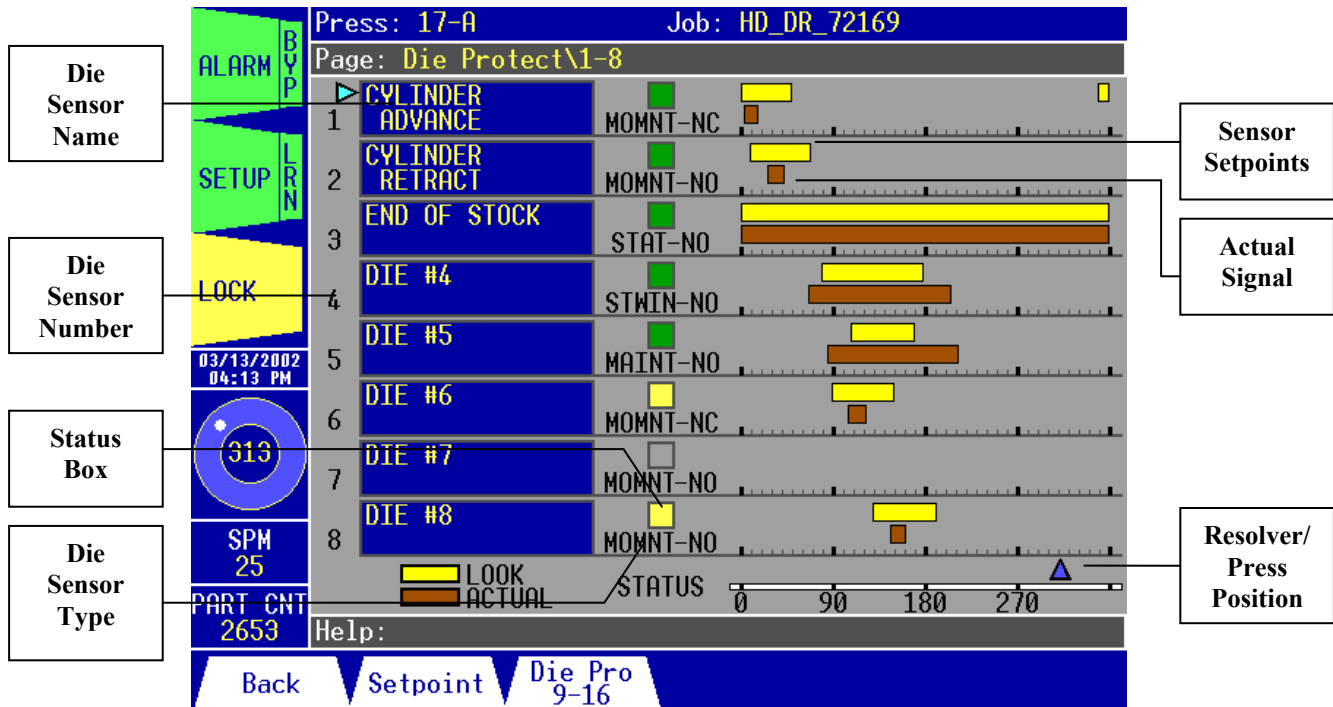 Press: 17-A Job: HD_DR_72169
Page: Die Protect\1-8
ALARM
BYP
SETUP
LRN
LOCK
03/13/2002
04:13 PM
313
SPM
25
PART CNT
2653
1
CYLINDER
ADVANCE
MOMNT-NC
2
CYLINDER
RETRACT
MOMNT-NO
3
END OF STOCK
STAT-NO
4
DIE #4
STWIN-NO
5
DIE #5
MAINT-NO
6
DIE #6
MOMNT-NC
7
DIE #7
MOMNT-NO
8
DIE #8
MOMNT-NO
LOOK
ACTUAL
STATUS
0 90 180 270
Help:
Back
Setpoint
Die Pro
9-16
Die
Sensor
Name
Die
Sensor
Number
Status
Box
Die
Sensor
Type
Sensor
Setpoints
Actual
Signal
Resolver/
Press
Position